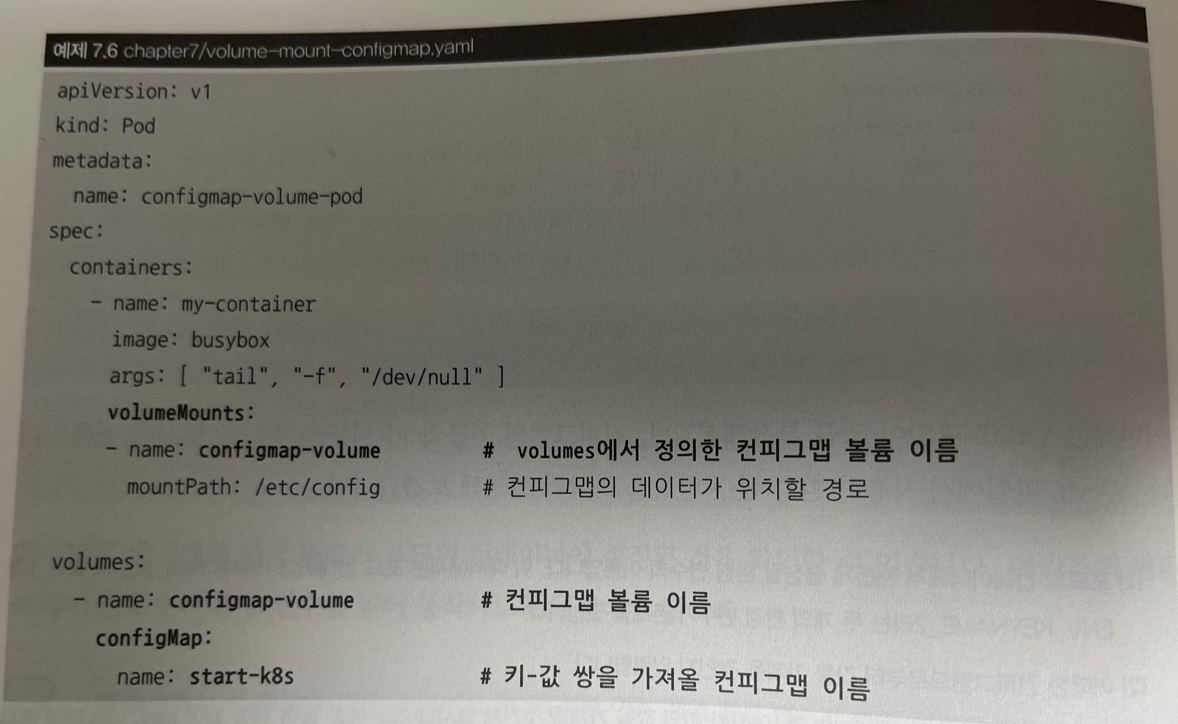 예제 7.6 chapter7/volume-mount-configmap.yaml
apiVersion: v1
kind: Pod
metadata:
  name: configmap-volume-pod
spec:
  containers:
    - name: my-container
      image: busybox
      args: [ "tail", "-f", "/dev/null" ]
      volumeMounts:
      - name: configmap-volume          #  volumes에서 정의한 컨피그맵 볼륨 이름
        mountPath: /etc/config          # 컨피그맵의 데이터가 위치할 경로
  volumes:
    - name: configmap-volume            # 컨피그맵 볼륨 이름
      configMap:
        name: start-k8s                 # 키-값 쌍을 가져올 컨피그맵 이름